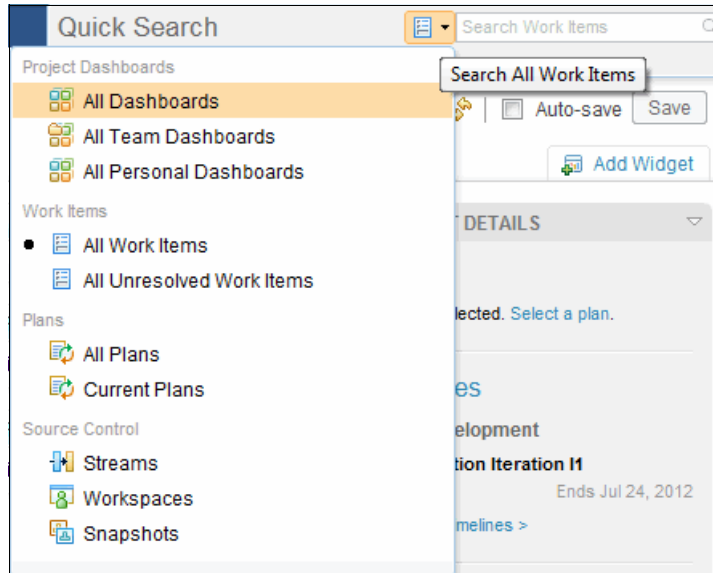 Quick Search
Search Work Items
Project Dashboards
Search All Work Items
All Dashboards
Auto-save
Save
All Team Dashboards
All Personal Dashboards
Add Widget
Work Items
DETAILS
All Work Items
All Unresolved Work Items
lected. Select a plan.
Plans
All Plans
Current Plans
es
Source Control
elopment
Streams
tion Iteration I1
Workspaces
Ends Jul 24, 2012
Snapshots
melines >